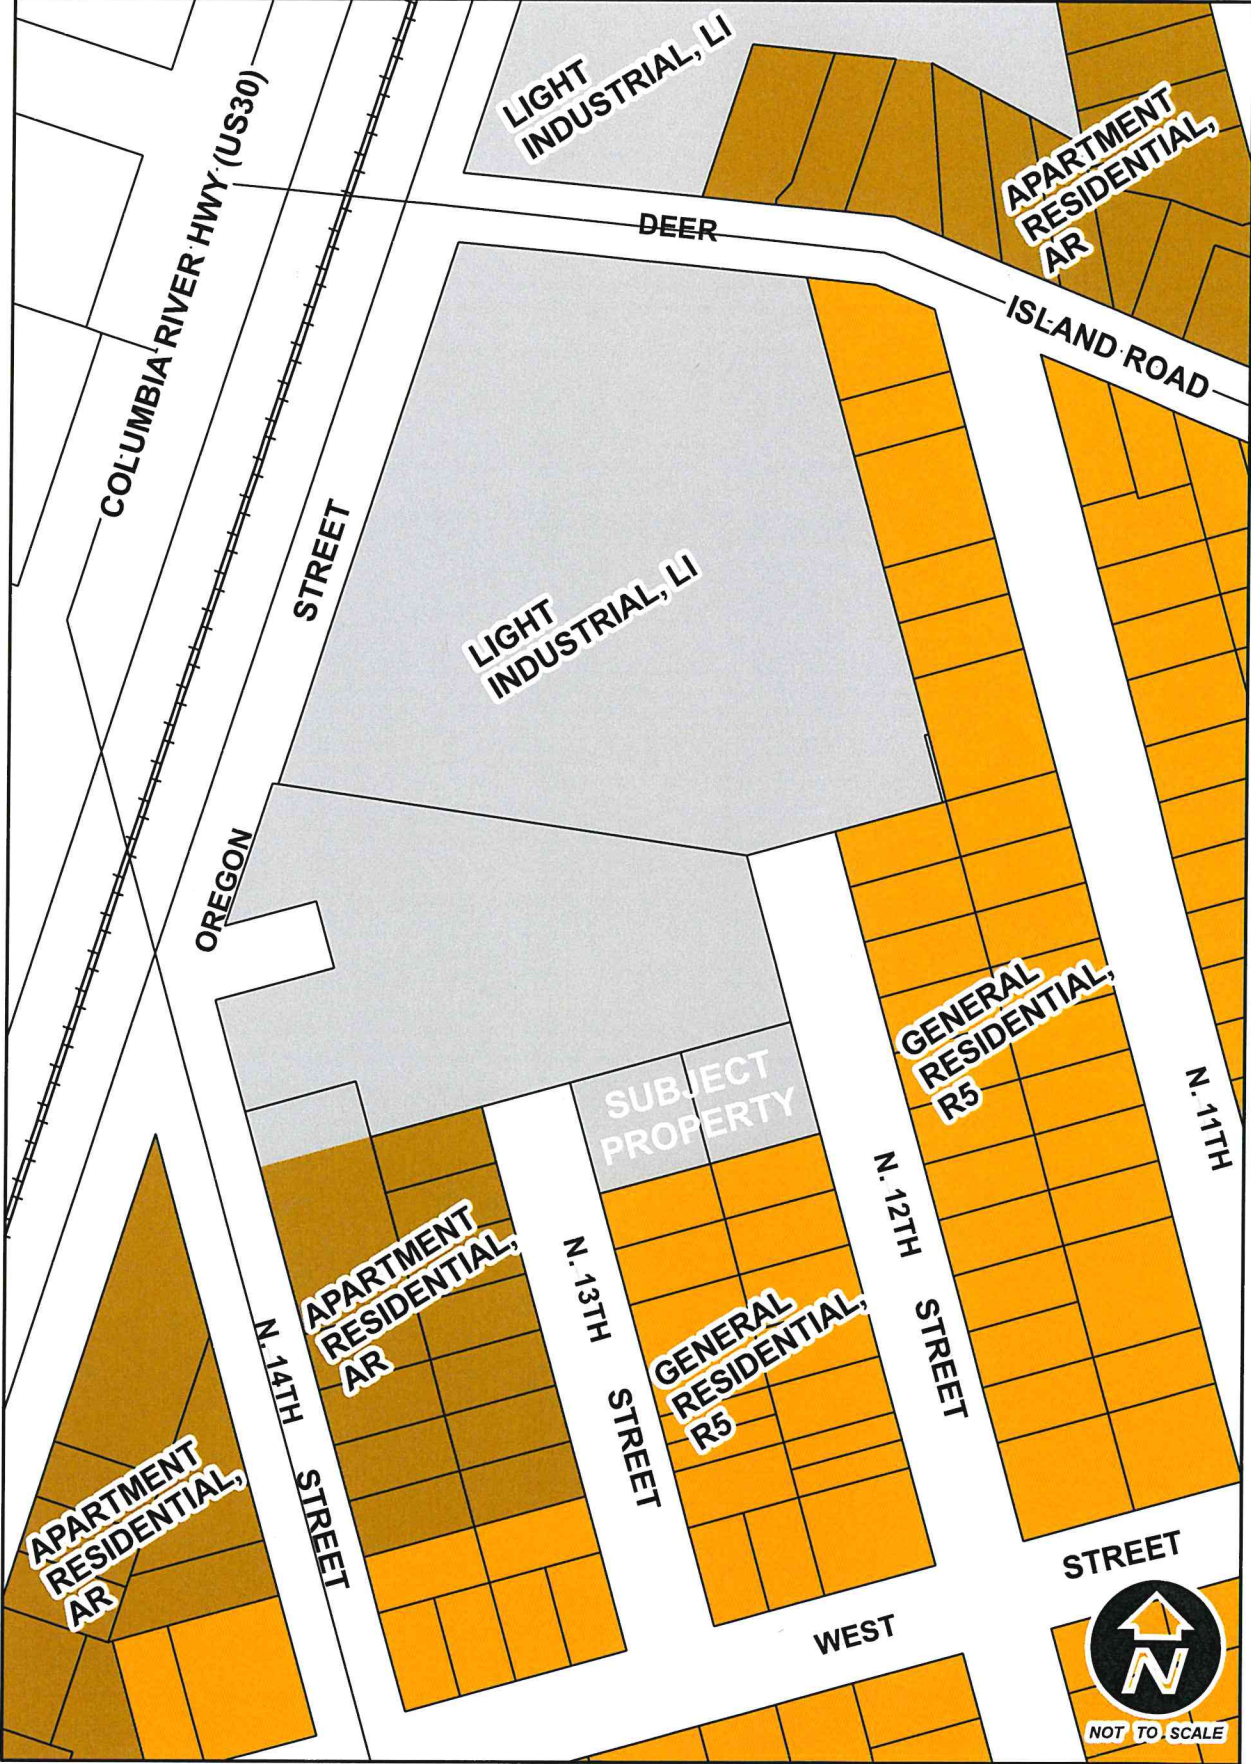 LIGHT
INDUSTRIAL, LI
COLUMBIA RIVER HWY (US30)
APARTMENT
RESIDENTIAL,
AR
DEER
ISLAND ROAD
STREET
LIGHT
INDUSTRIAL, LI
OREGON
GENERAL
RESIDENTIAL,
R5
SUBJECT
PROPERTY
N. 11TH
N. 12TH
STREET
N. 13TH
STREET
APARTMENT
RESIDENTIAL,
AR
GENERAL
RESIDENTIAL,
R5
N. 14TH
STREET
APARTMENT
RESIDENTIAL,
AR
STREET
WEST
N
NOT TO SCALE